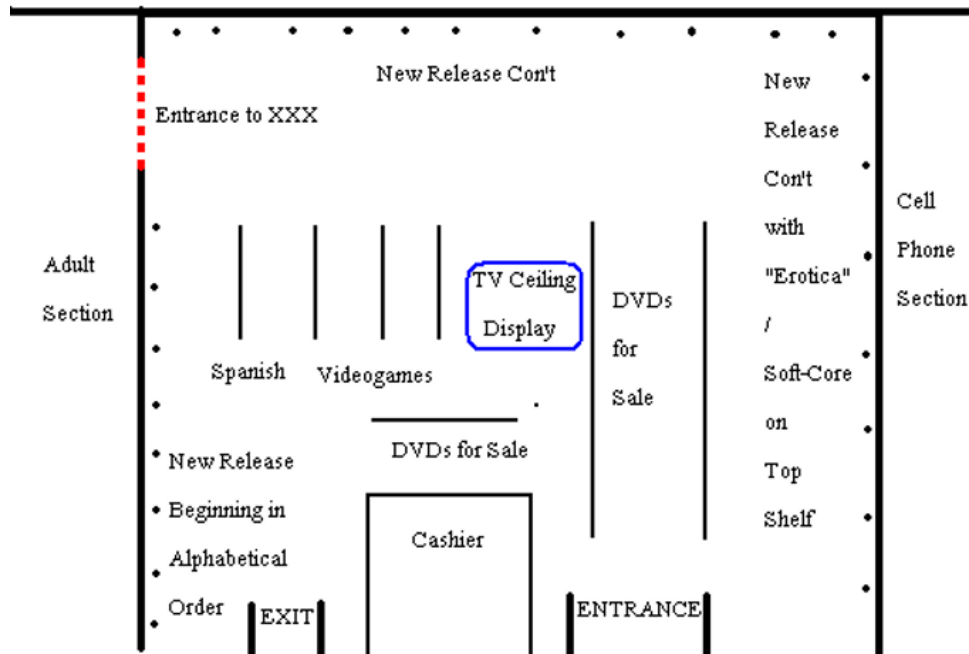 New Release Con't
Entrance to XXX
New
Release
Con't
with
"Erotica"
/
Soft-Core
on
Top
Shelf
Cell
Phone
Section
Adult
Section
TV Ceiling
Display
DVDs
for
Sale
Spanish
Videogames
DVDs for Sale
New Release
Beginning in
Alphabetical
Order
Cashier
EXIT
ENTRANCE